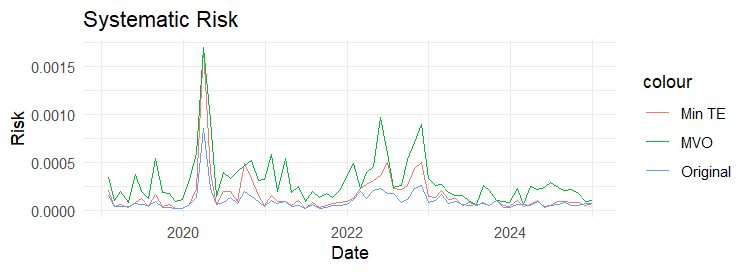 Systematic Risk
0.0015
0.0010
0.0005
0.0000
Risk
2020
2022
2024
Date
colour
Min TE
MVO
Original